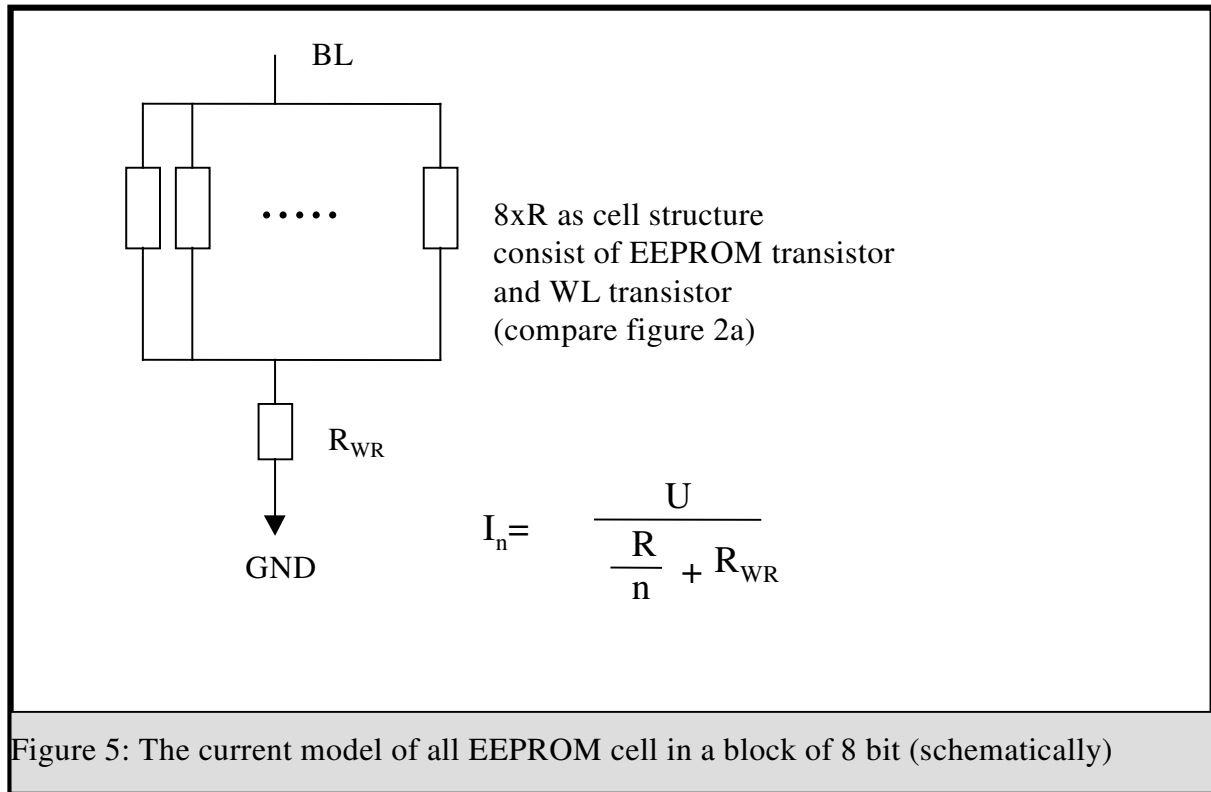 BL
8xR as cell structure
consist of EEPROM transistor
and WL transistor
(compare figure 2a)
R_WR
GND
I_n=
U
R
n
+ R_WR
Figure 5: The current model of all EEPROM cell in a block of 8 bit (schematically)